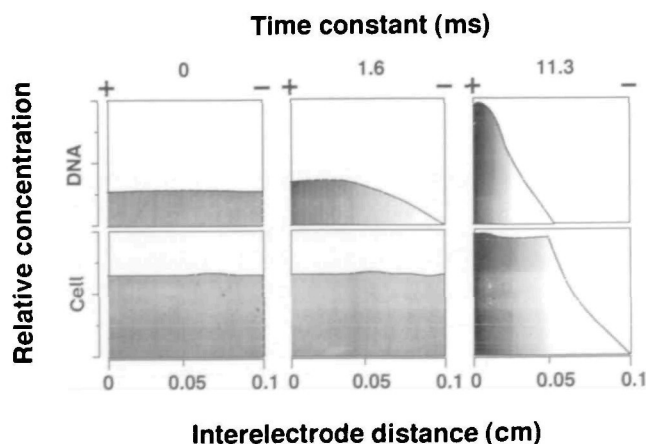 Time constant (ms)
0 1.6 11.3
+ − + − + −
Relative concentration
DNA
Cell
0 0.05 0.1 0 0.05 0.1 0 0.05 0.1
Interelectrode distance (cm)